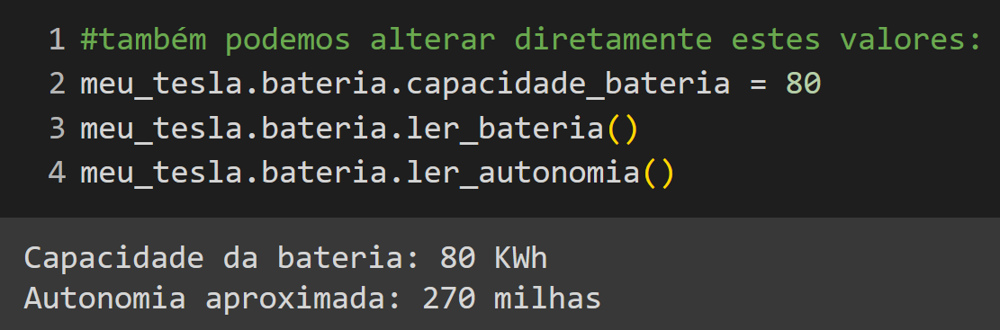 1 #também podemos alterar diretamente estes valores:
2 meu_tesla.bateria.capacidade_bateria = 80
3 meu_tesla.bateria.ler_bateria()
4 meu_tesla.bateria.ler_autonomia()
Capacidade da bateria: 80 KWh
Autonomia aproximada: 270 milhas